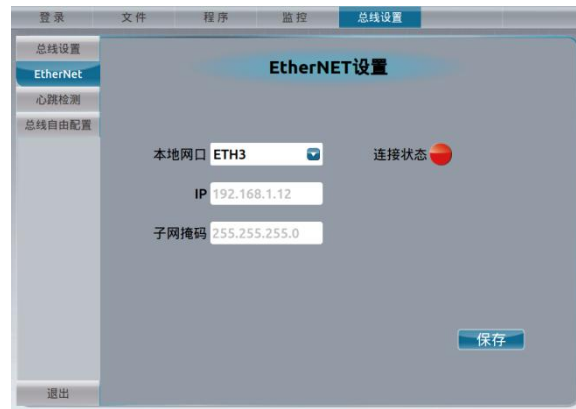 登录 文件 程序 监控 总线设置
总线设置
EtherNet
心跳检测
总线自由配置
退出
EtherNET设置
本地网口 ETH3 连接状态
IP 192.168.1.12
子网掩码 255.255.255.0
保存